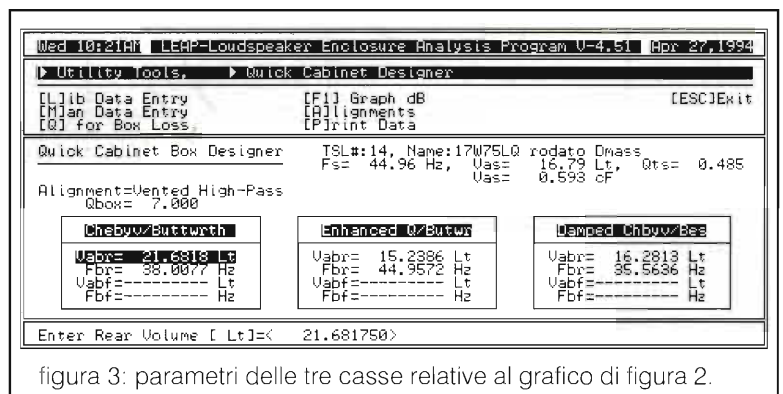 Wed 10:21AM LEAP-Loudspeaker Enclosure Analysis Program V-4.51 Apr 27,1994
Utility Tools, Quick Cabinet Designer
[L]ib Data Entry [F1] Graph dB [ESC]Exit
[M]an Data Entry [A]lignments
[Q] for Box Loss [P]rint Data
Quick Cabinet Box Designer TSL#:14, Name:17W75LQ rodato Dmass
Fs= 44.96 Hz, Vas= 16.79 Lt, Qts= 0.485
Vas= 0.593 cF
Alignment=Vented High-Pass
Qbox= 7.000
Chebyv/Buttwrth Enhanced Q/Butwr Damped Chbyv/Bes
Vabr= 21.6818 Lt Vabr= 15.2386 Lt Vabr= 16.2813 Lt
Fbr= 38.0077 Hz Fbr= 44.9572 Hz Fbr= 35.5636 Hz
Vabf=--------- Lt Vabf=--------- Lt Vabf=--------- Lt
Fbf=--------- Hz Fbf=--------- Hz Fbf=--------- Hz
Enter Rear Volume [ Lt]=< 21.681750>
figura 3: parametri delle tre casse relative al grafico di figura 2.